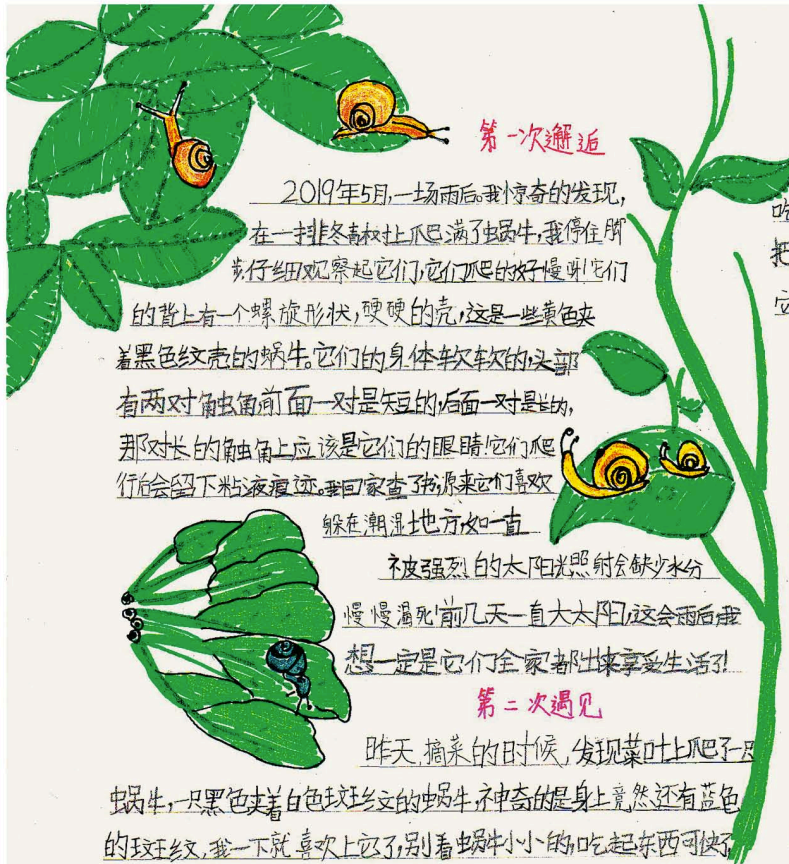 第一次邂逅
2019年5月,一场雨后。我惊奇的发现,
在一排冬青树上爬满了蜗牛,我停住脚
步仔细观察起它们,它们爬的好慢呀!它们
的背上有一个螺旋形状,硬硬的壳,这是一些黄色夹
着黑色纹壳的蜗牛。它们的身体软软的,头部
有两对触角,前面一对是短的,后面一对是长的,
那对长的触角上应该是它们的眼睛!它们爬
行后会留下粘液痕迹。我回家查了书,原来它们喜欢
躲在潮湿地方,如一直
被强烈的太阳光照射会缺少水分
慢慢渴死!前几天一直大太阳,这会雨后,我
想一定是它们全家都出来享受生活了!
第二次遇见
昨天,摘菜的时候,发现菜叶上爬了一只
蜗牛,一只黑色夹着白色斑纹的蜗牛,神奇的是身上竟然还有蓝色
的斑纹,我一下就喜欢上它了,别看蜗牛小小的,吃起东西可快了,
吃
把